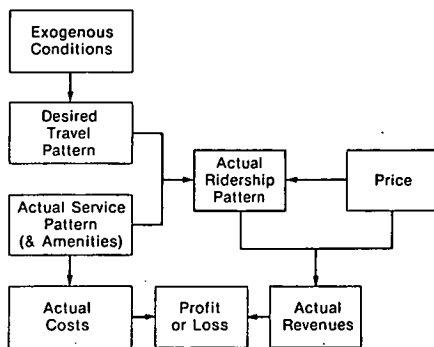 Exogenous
Conditions
Desired
Travel
Pattern
Actual
Ridership
Pattern
Price
Actual Service
Pattern
(& Amenities)
Actual
Costs
Profit
or Loss
Actual
Revenues